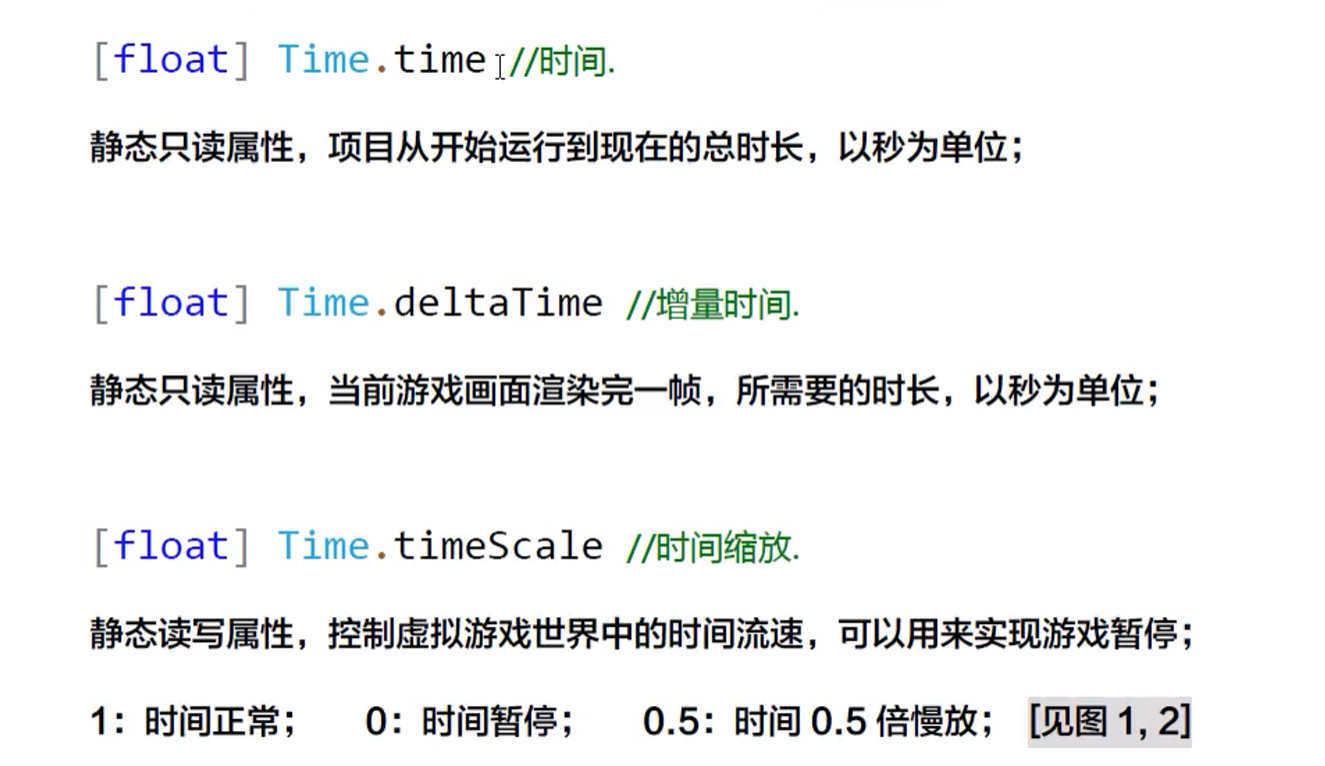 [float] Time.time //时间.
静态只读属性，项目从开始运行到现在的总时长，以秒为单位；
[float] Time.deltaTime //增量时间.
静态只读属性，当前游戏画面渲染完一帧，所需要的时长，以秒为单位；
[float] Time.timeScale //时间缩放.
静态读写属性，控制虚拟游戏世界中的时间流速，可以用来实现游戏暂停；
1：时间正常； 0：时间暂停； 0.5：时间 0.5 倍慢放； [见图 1, 2]